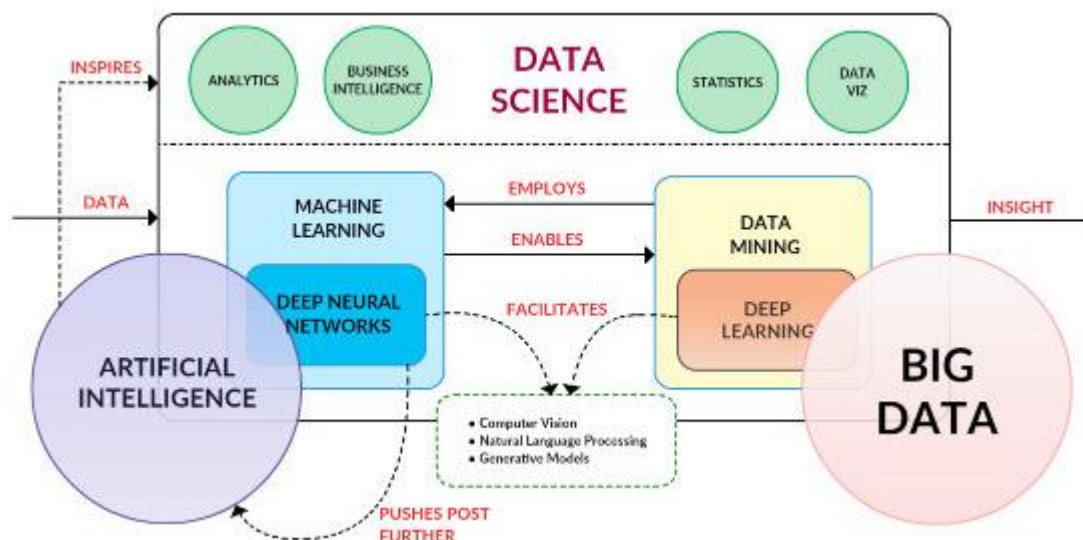 INSPIRES
ANALYTICS
BUSINESS
INTELLIGENCE
DATA
SCIENCE
STATISTICS
DATA
VIZ
DATA
MACHINE
LEARNING
EMPLOYS
ENABLES
DATA
MINING
INSIGHT
DEEP NEURAL
NETWORKS
FACILITATES
DEEP
LEARNING
ARTIFICIAL
INTELLIGENCE
BIG
DATA
• Computer Vision
• Natural Language Processing
• Generative Models
PUSHES POST
FURTHER